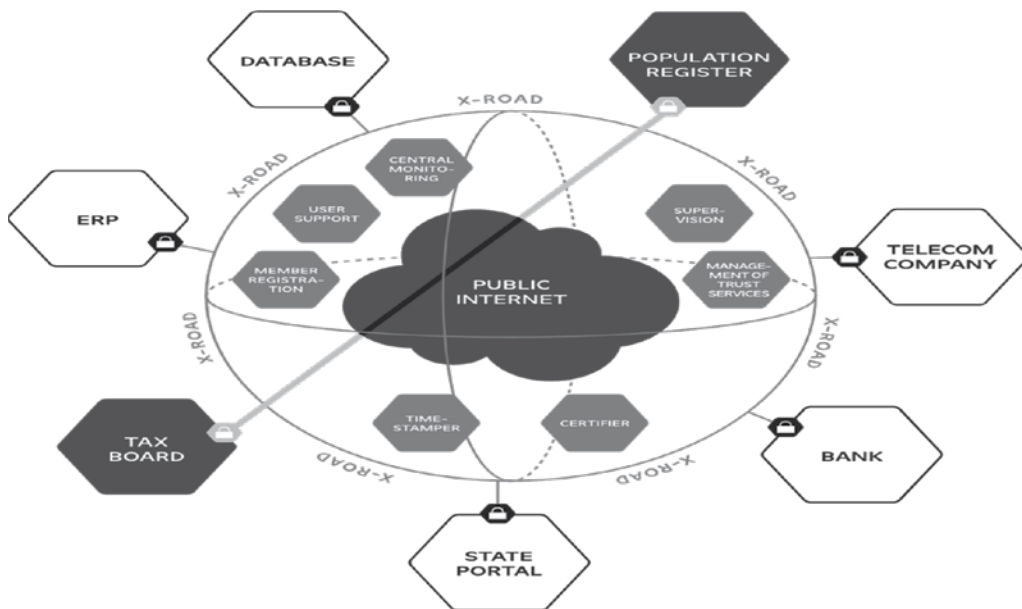 DATABASE
POPULATION
REGISTER
X-ROAD
X-ROAD
X-ROAD
CENTRAL
MONITO-
RING
USER
SUPPORT
SUPER-
VISION
ERP
TELECOM
COMPANY
MEMBER
REGISTRA-
TION
MANAGE-
MENT OF
TRUST
SERVICES
PUBLIC
INTERNET
X-ROAD
X-ROAD
TIME-
STAMPER
CERTIFIER
TAX
BOARD
BANK
X-ROAD
X-ROAD
STATE
PORTAL